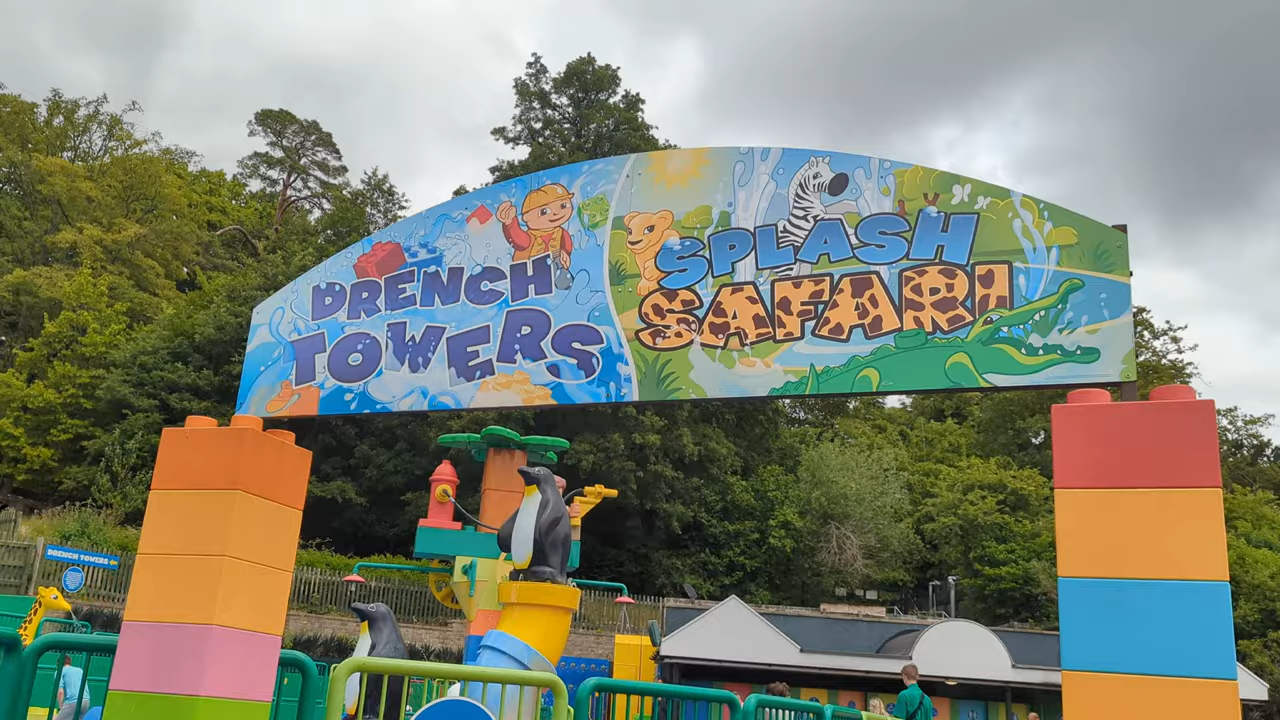 DRENCH
TOWERS
SPLASH
SAFARI
DRENCH TOWERS